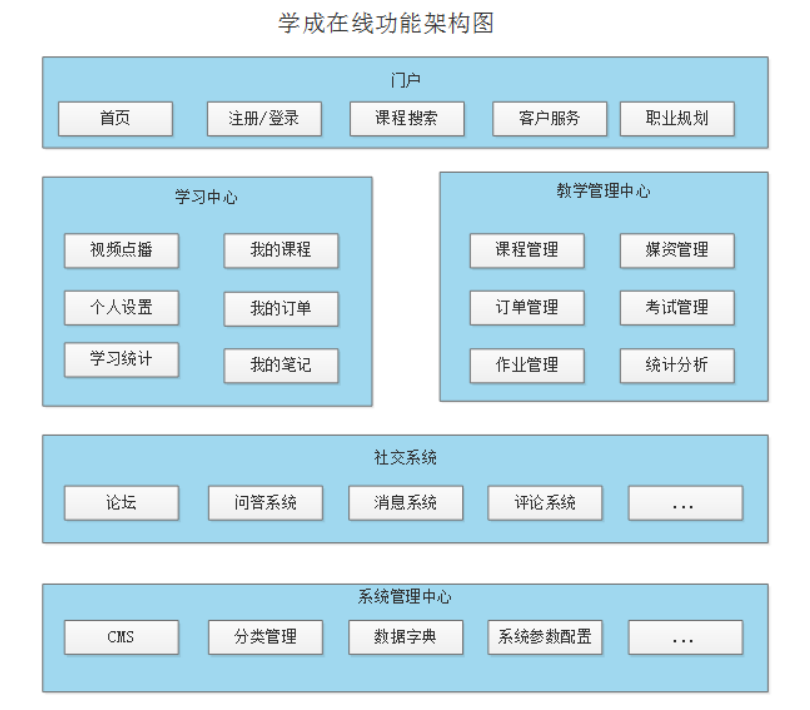 学成在线功能架构图
门户
首页
注册/登录
课程搜索
客户服务
职业规划
学习中心
视频点播
我的课程
个人设置
我的订单
学习统计
我的笔记
教学管理中心
课程管理
媒资管理
订单管理
考试管理
作业管理
统计分析
社交系统
论坛
问答系统
消息系统
评论系统
...
系统管理中心
CMS
分类管理
数据字典
系统参数配置
...